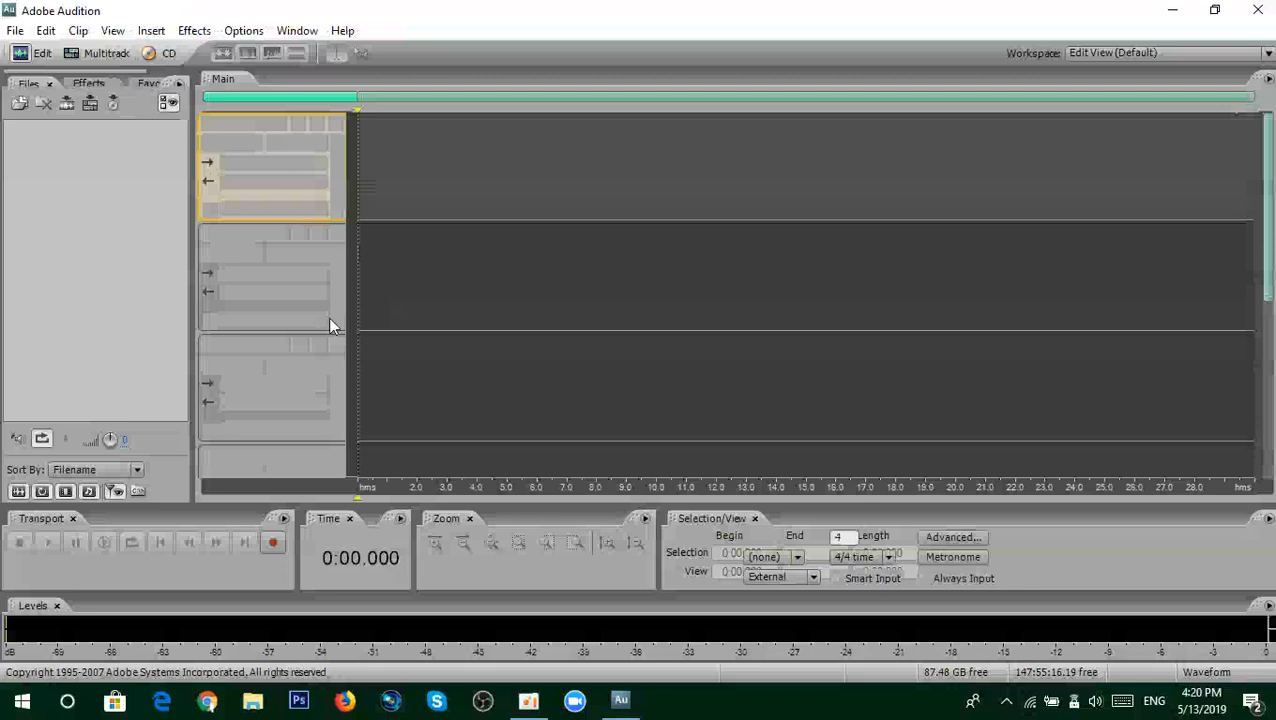 Au Adobe Audition
File Edit Clip View Insert Effects Options Window Help
Edit Multitrack CD Workspace: Edit View (Default)
Files Effects Favo Main
hms 2.0 3.0 4.0 5.0 6.0 7.0 8.0 9.0 10.0 11.0 12.0 13.0 14.0 15.0 16.0 17.0 18.0 19.0 20.0 21.0 22.0 23.0 24.0 25.0 26.0 27.0 28.0 hms
0
Sort By: Filename
Transport Time Zoom Selection/View
Begin End 4 Length Advanced...
0:00.000
Selection (none) 4/4 time Metronome
View External Smart Input Always Input
Levels
dB -69 -63 -57 -51 -45 -42 -39 -36 -33 -30 -27 -24 -21 -18 -15 -12 -9 -6 -3 0
Copyright 1995-2007 Adobe Systems Incorporated, All rights reserved. 87.48 GB free 147:55:16.19 free Waveform
Ps Au ENG 4:20 PM
5/13/2019 2